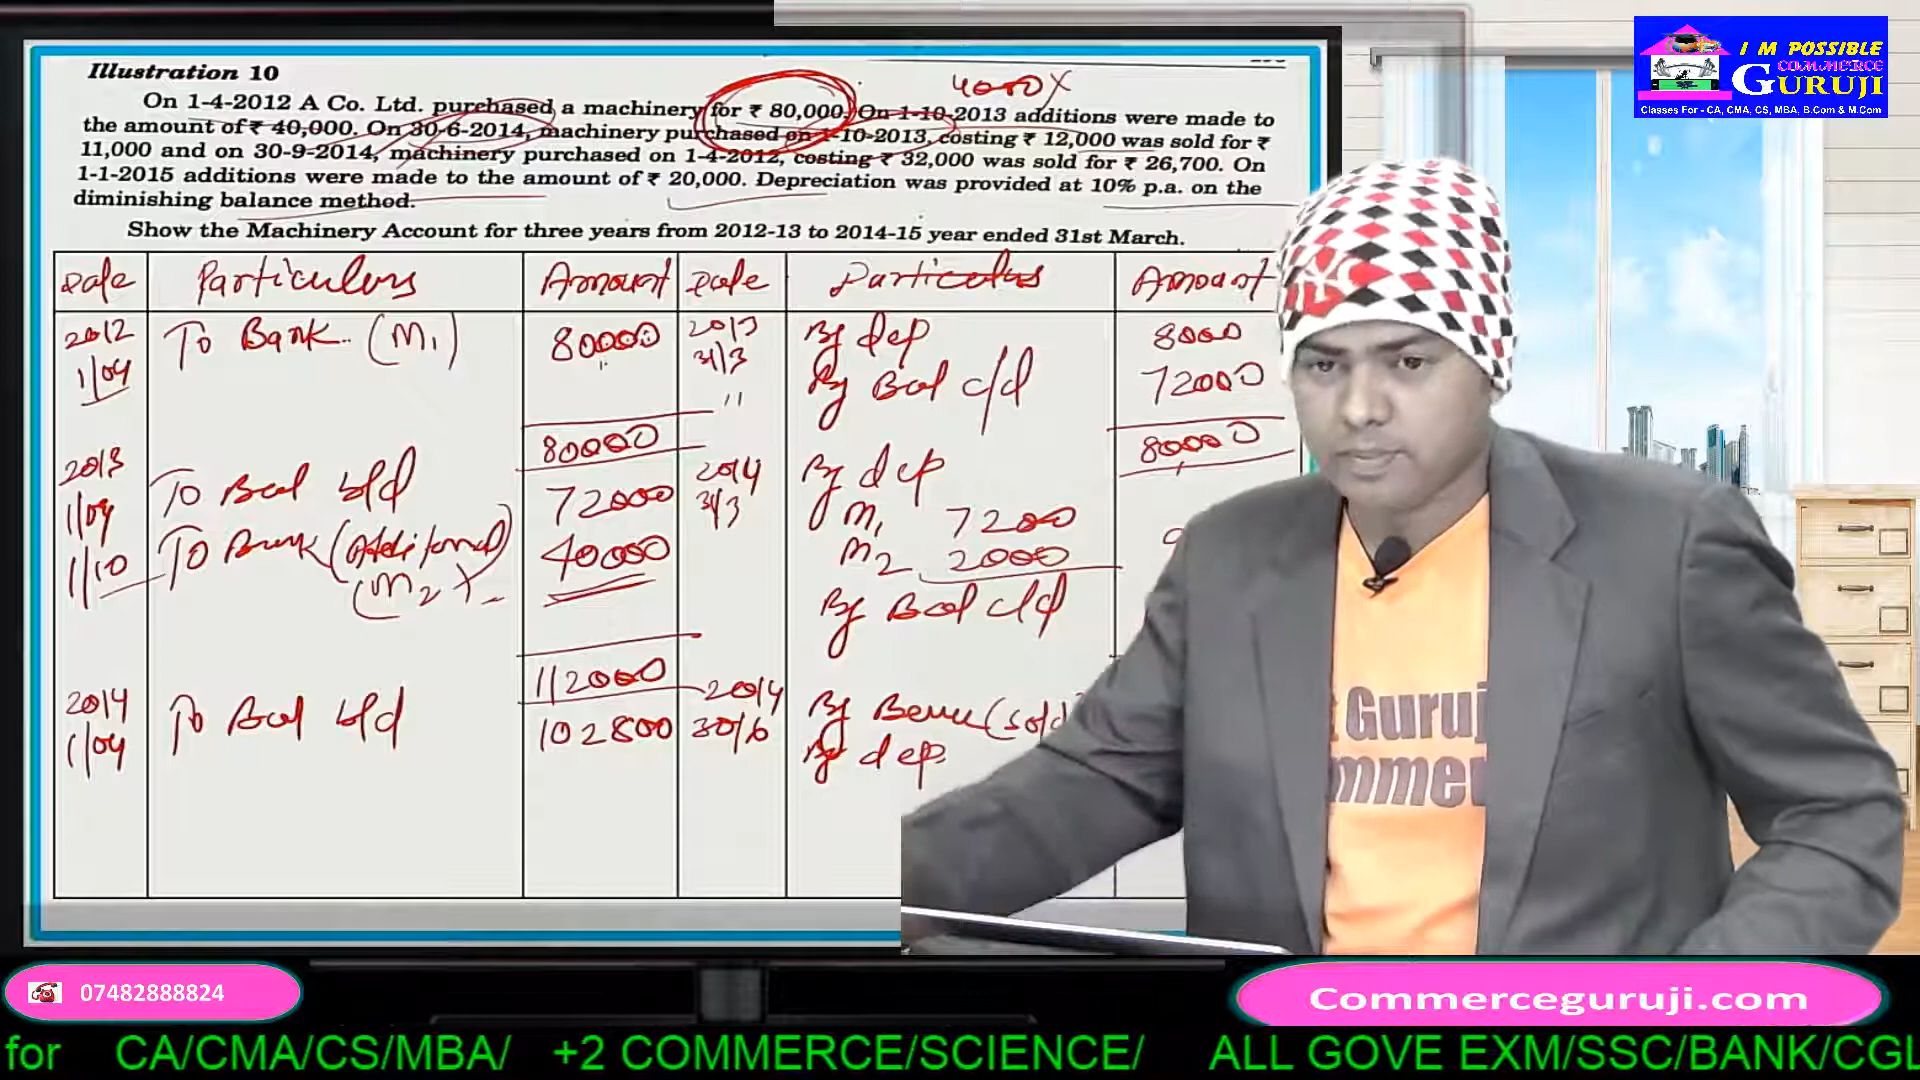 I M POSSIBLE
COMMERCE
GURUJI
Classes For - CA, CMA, CS, MBA, B.Com & M.Com
Illustration 10
4000X
On 1-4-2012 A Co. Ltd. purchased a machinery for ₹ 80,000. On 1-10-2013 additions were made to
the amount of ₹ 40,000. On 30-6-2014, machinery purchased on 1-10-2013, costing ₹ 12,000 was sold for ₹
11,000 and on 30-9-2014, machinery purchased on 1-4-2012, costing ₹ 32,000 was sold for ₹ 26,700. On
1-1-2015 additions were made to the amount of ₹ 20,000. Depreciation was provided at 10% p.a. on the
diminishing balance method.
Show the Machinery Account for three years from 2012-13 to 2014-15 year ended 31st March.
Date Particulars Amount Date Particulars Amount
2012 To Bank (M1) 80000 2013 By dep 8000
1/04 31/3 By Bal c/d 72000
"
80000 80000
2013 To Bal b/d 72000 2014 By dep
1/04 31/3 M1 7200
1/10 To Bank (Additional) 40000 M2 2000
(M2) By Bal c/d
112000
2014 To Bal b/d 102800 2014 By Bank (sold
1/04 30/6 By dep
Guruj
mmer
07482888824
Commerceguruji.com
for CA/CMA/CS/MBA/ +2 COMMERCE/SCIENCE/ ALL GOVE EXM/SSC/BANK/CGL